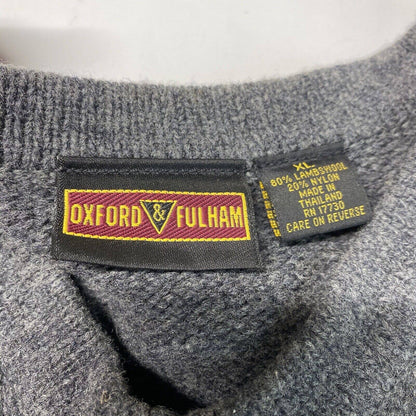 OXFORD & FULHAM
XL
80% LAMBSWOOL
20% NYLON
MADE IN
THAILAND
RN 17730
CARE ON REVERSE